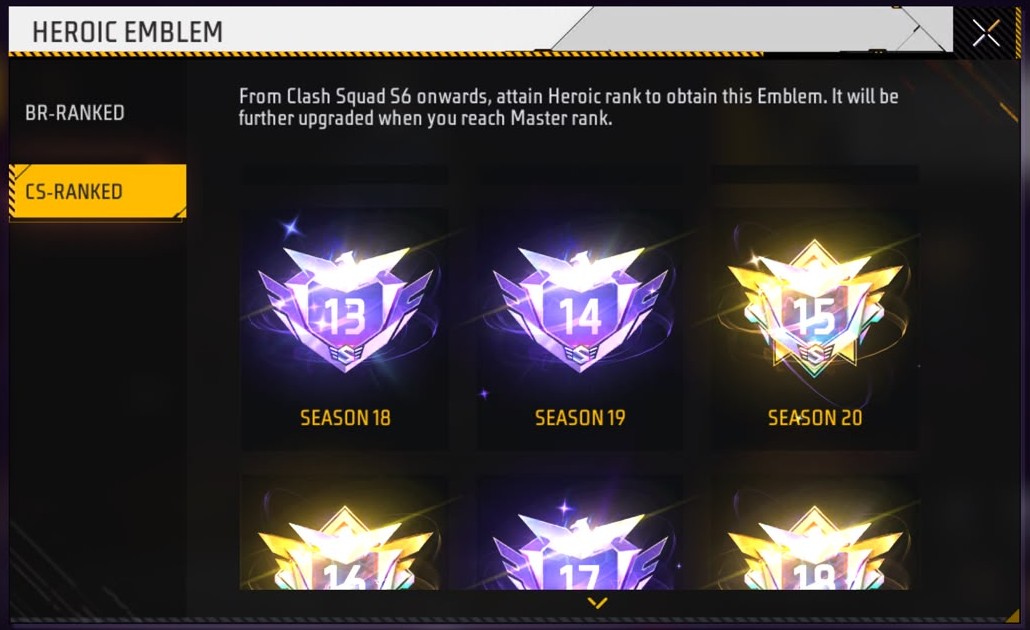 HEROIC EMBLEM
BR-RANKED
CS-RANKED
From Clash Squad S6 onwards, attain Heroic rank to obtain this Emblem. It will be
further upgraded when you reach Master rank.
13
14
15
S
S
S
SEASON 18
SEASON 19
SEASON 20
16
17
18